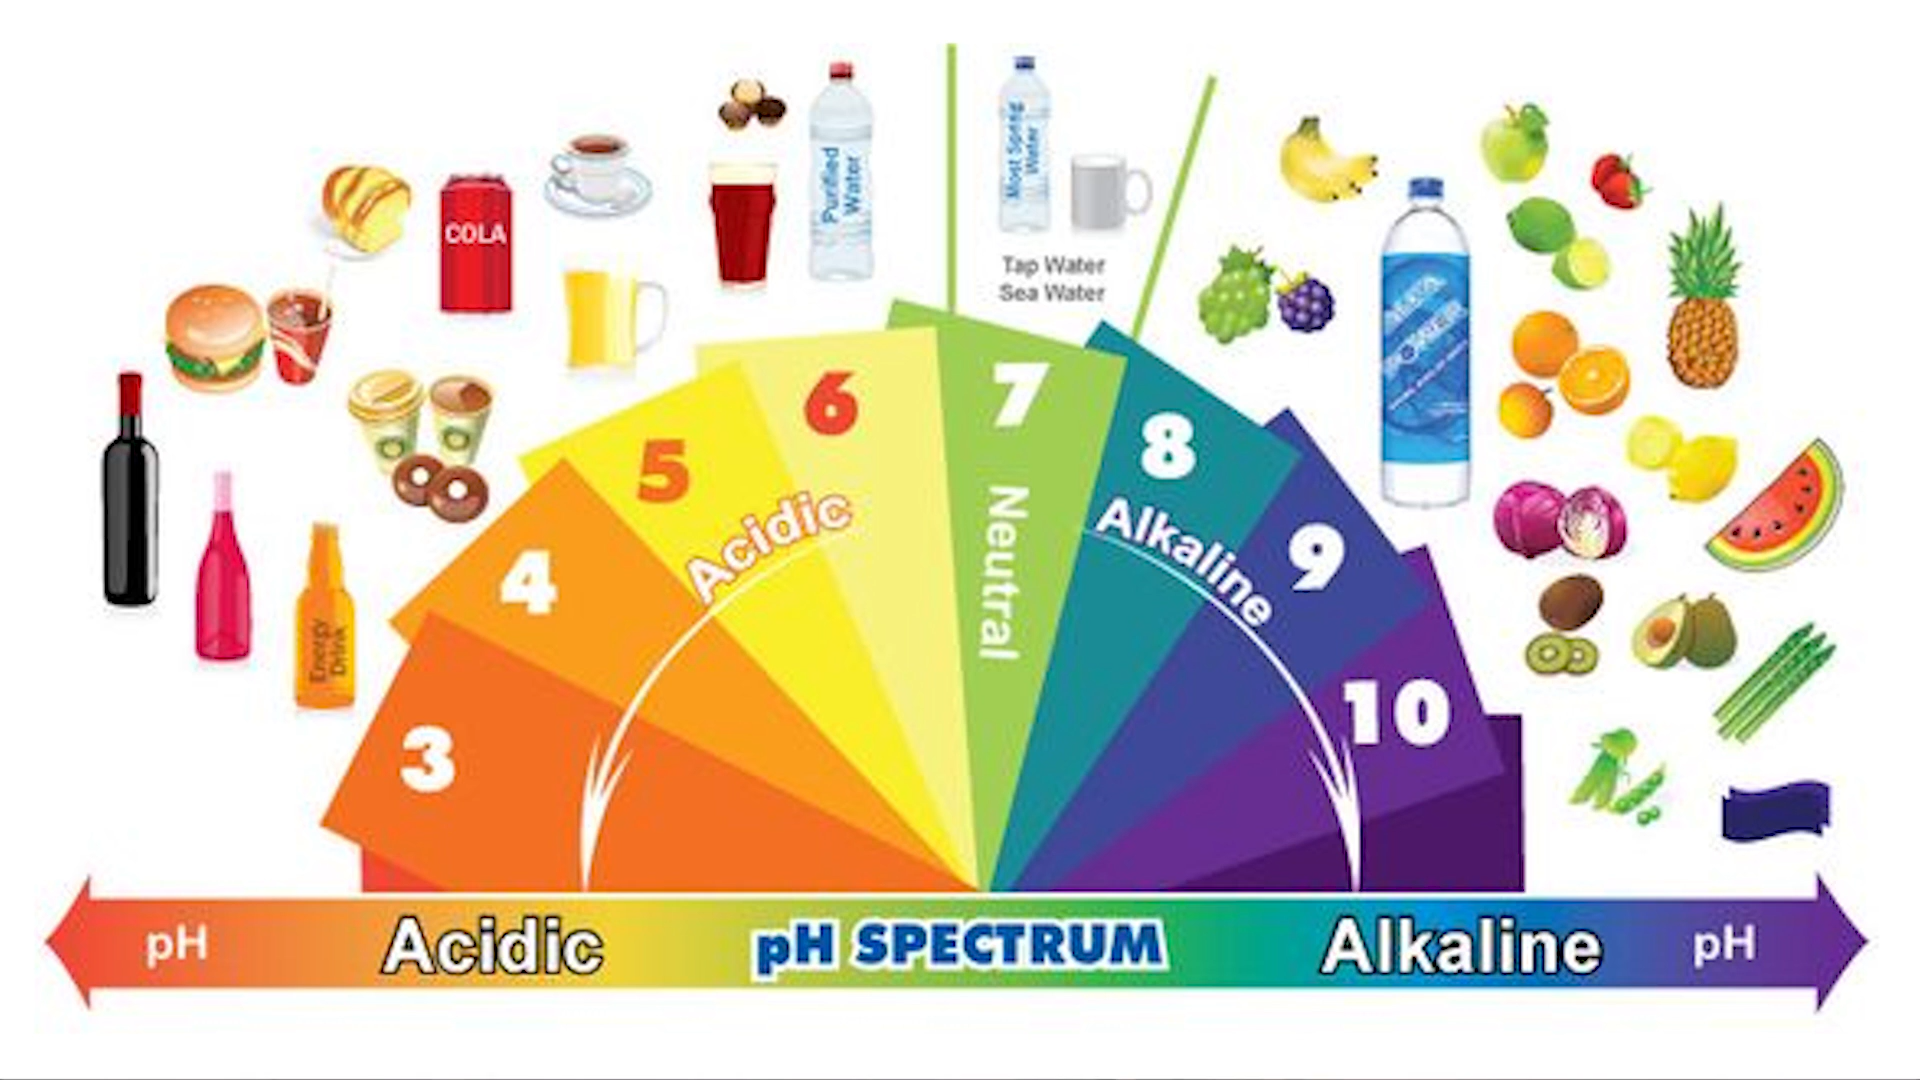 Purified
Water
Most Spring
Water
COLA
Tap Water
Sea Water
Energy
Drink
3
4
5
6
7
8
9
10
Acidic
Neutral
Alkaline
pH
Acidic
pH SPECTRUM
Alkaline
pH